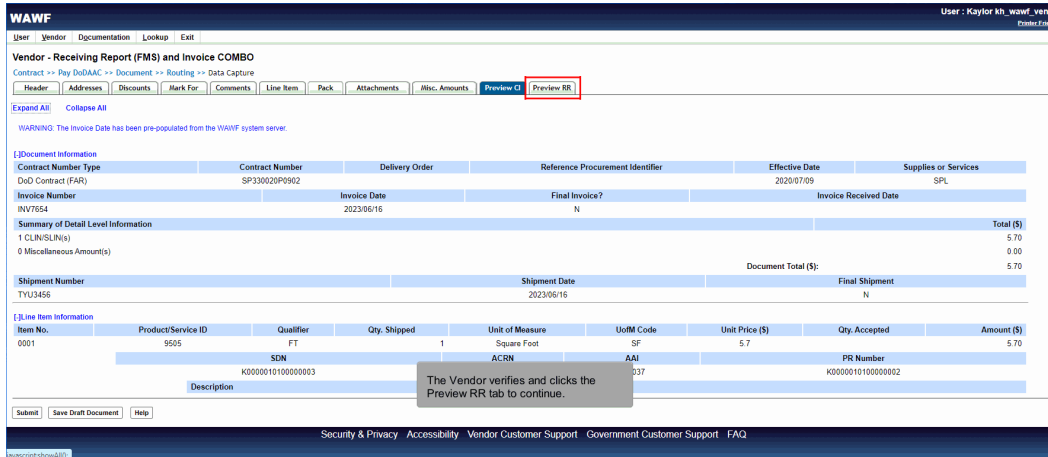 WAWF
User : Kaylor kh_wawf_ven
Printer Frie
User Vendor Documentation Lookup Exit
Vendor - Receiving Report (FMS) and Invoice COMBO
Contract >> Pay DoDAAC >> Document >> Routing >> Data Capture
Header Addresses Discounts Mark For Comments Line Item Pack Attachments Misc. Amounts Preview CI Preview RR
Expand All Collapse All
WARNING: The Invoice Date has been pre-populated from the WAWF system server.
[-]Document Information
Contract Number Type Contract Number Delivery Order Reference Procurement Identifier Effective Date Supplies or Services
DoD Contract (FAR) SP330020P0902 2020/07/09 SPL
Invoice Number Invoice Date Final Invoice? Invoice Received Date
INV7654 2023/06/16 N
Summary of Detail Level Information Total ($)
1 CLIN/SLIN(s) 5.70
0 Miscellaneous Amount(s) 0.00
Document Total ($): 5.70
Shipment Number Shipment Date Final Shipment
TYU3456 2023/06/16 N
[-]Line Item Information
Item No. Product/Service ID Qualifier Qty. Shipped Unit of Measure UofM Code Unit Price ($) Qty. Accepted Amount ($)
0001 9505 FT 1 Square Foot SF 5.7 5.70
SDN ACRN AAI PR Number
K0000010100000003 037 K0000010100000002
Description
The Vendor verifies and clicks the
Preview RR tab to continue.
Submit Save Draft Document Help
Security & Privacy Accessibility Vendor Customer Support Government Customer Support FAQ
avascript:showAll();